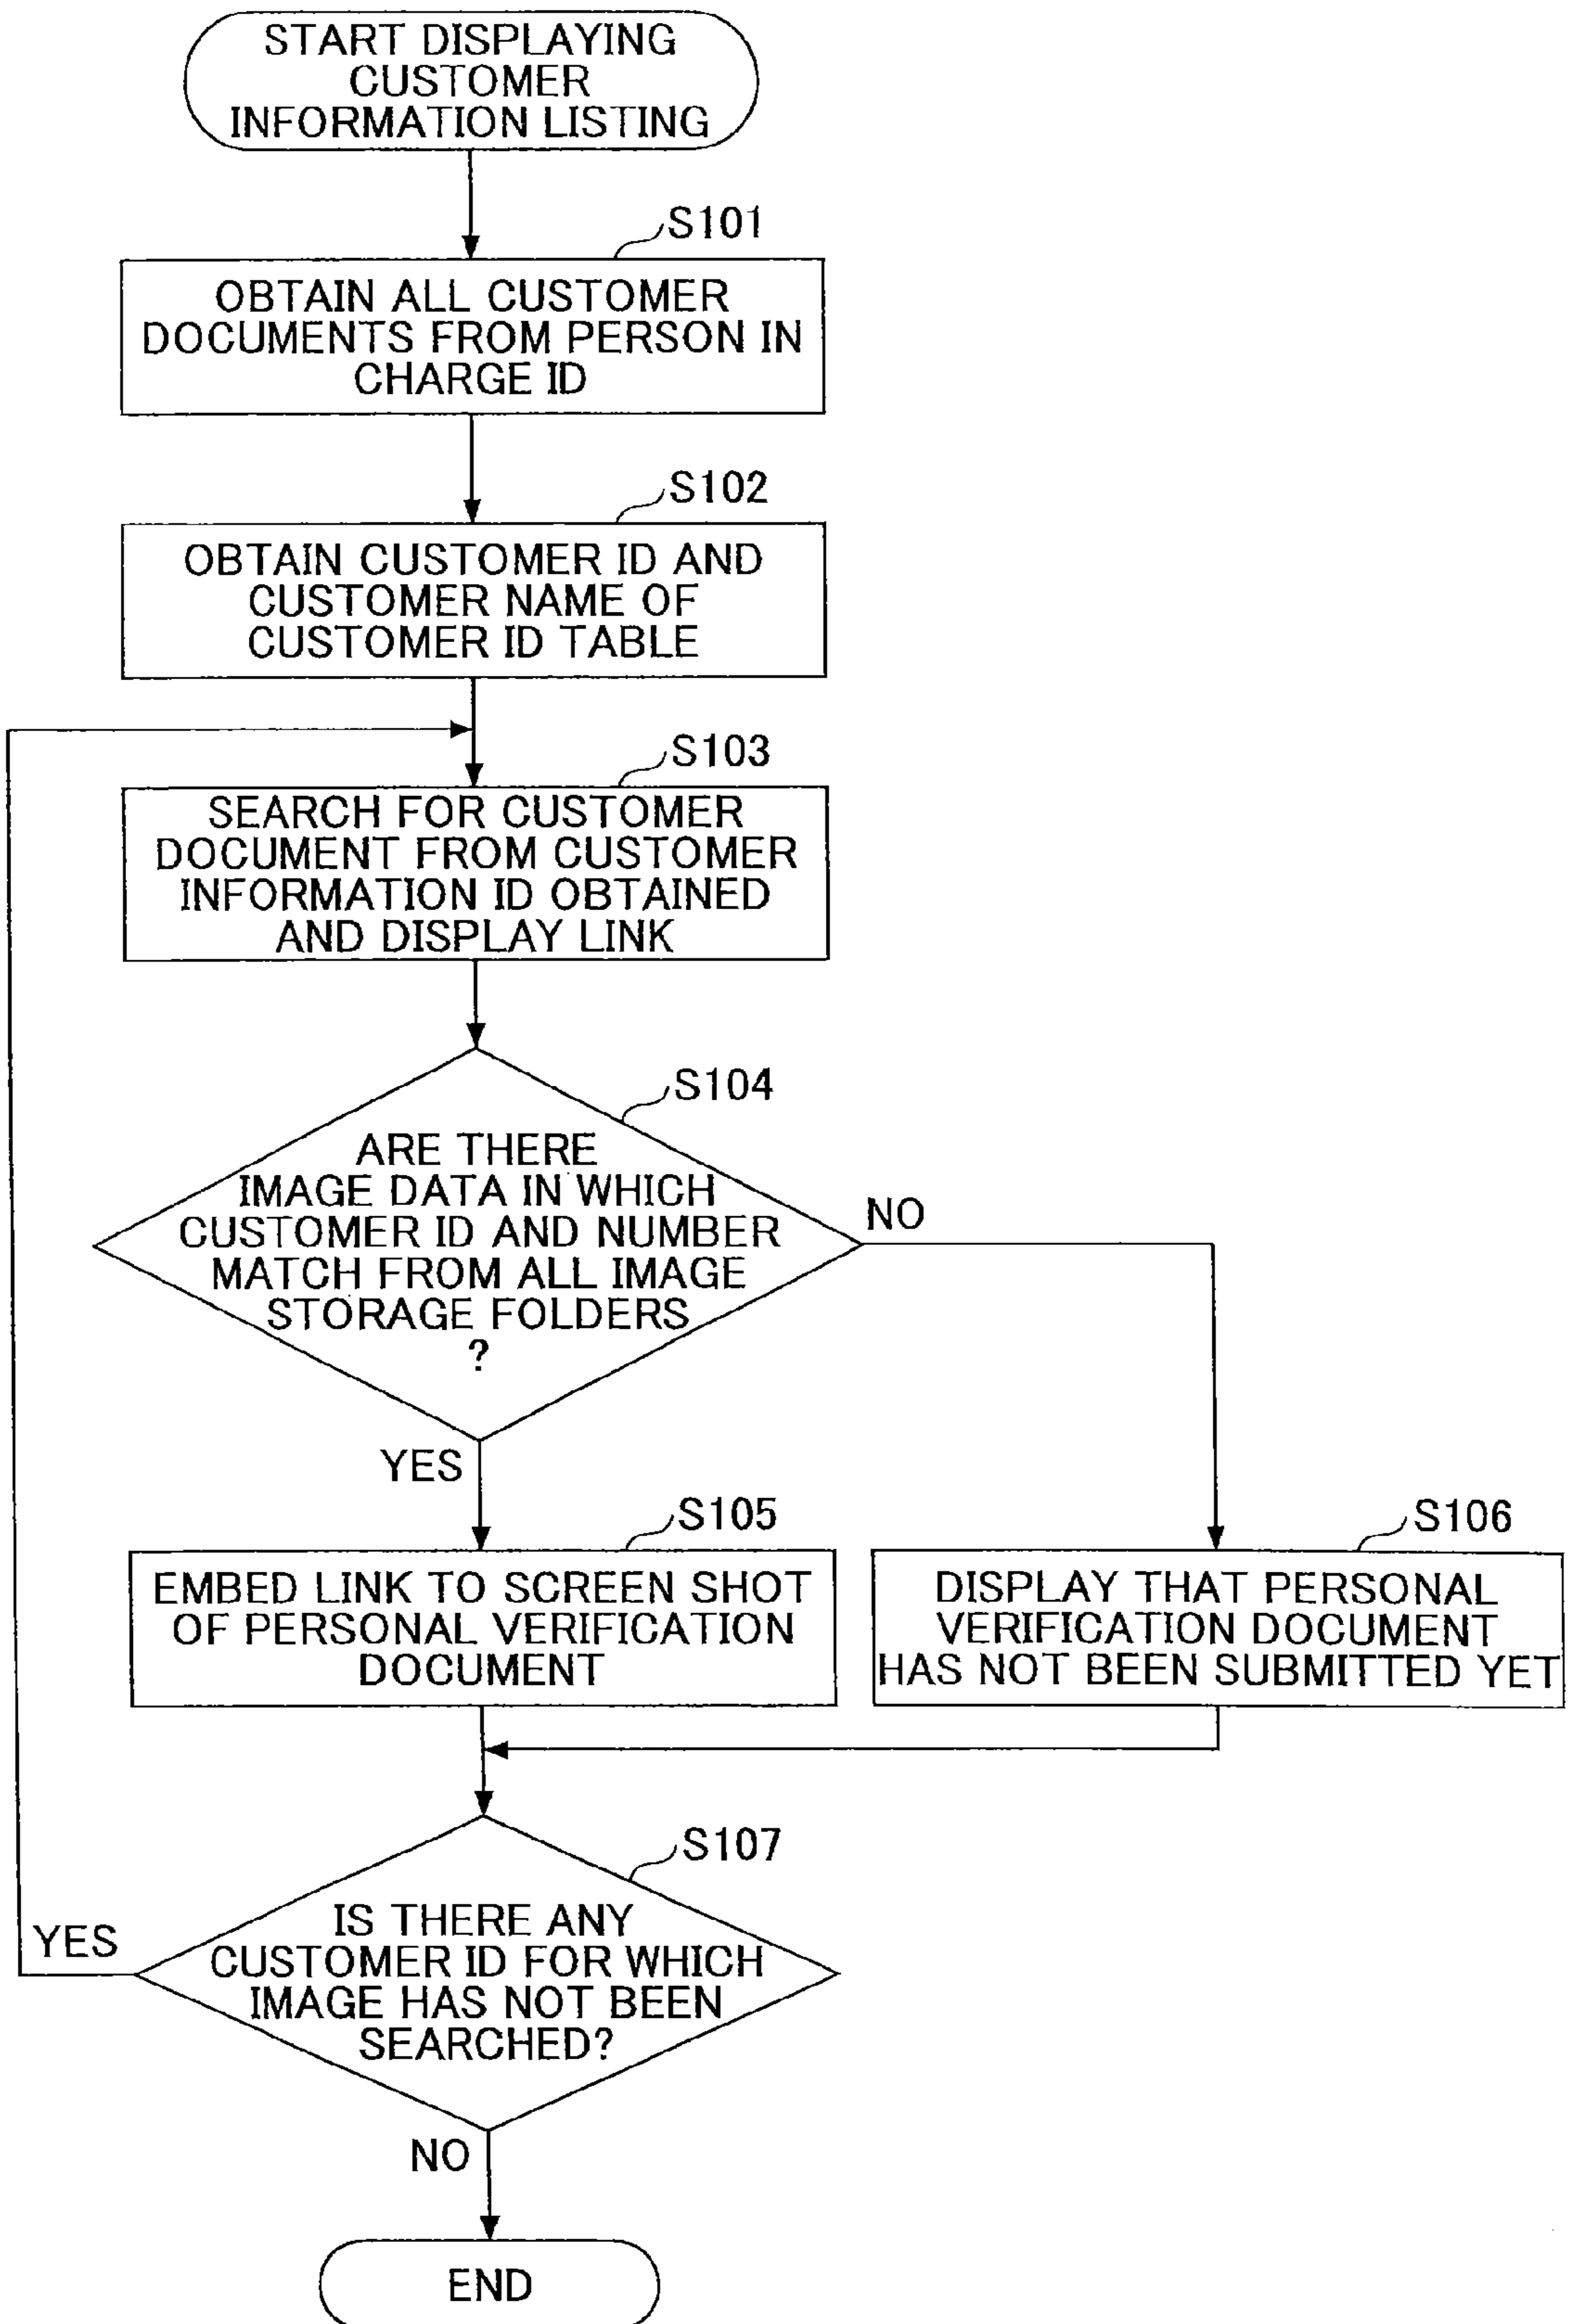 START DISPLAYING
CUSTOMER
INFORMATION LISTING
S101
OBTAIN ALL CUSTOMER
DOCUMENTS FROM PERSON IN
CHARGE ID
S102
OBTAIN CUSTOMER ID AND
CUSTOMER NAME OF
CUSTOMER ID TABLE
S103
SEARCH FOR CUSTOMER
DOCUMENT FROM CUSTOMER
INFORMATION ID OBTAINED
AND DISPLAY LINK
S104
ARE THERE
IMAGE DATA IN WHICH
CUSTOMER ID AND NUMBER
MATCH FROM ALL IMAGE
STORAGE FOLDERS
?
NO
YES
S105
EMBED LINK TO SCREEN SHOT
OF PERSONAL VERIFICATION
DOCUMENT
S106
DISPLAY THAT PERSONAL
VERIFICATION DOCUMENT
HAS NOT BEEN SUBMITTED YET
S107
IS THERE ANY
CUSTOMER ID FOR WHICH
IMAGE HAS NOT BEEN
SEARCHED?
YES
NO
END